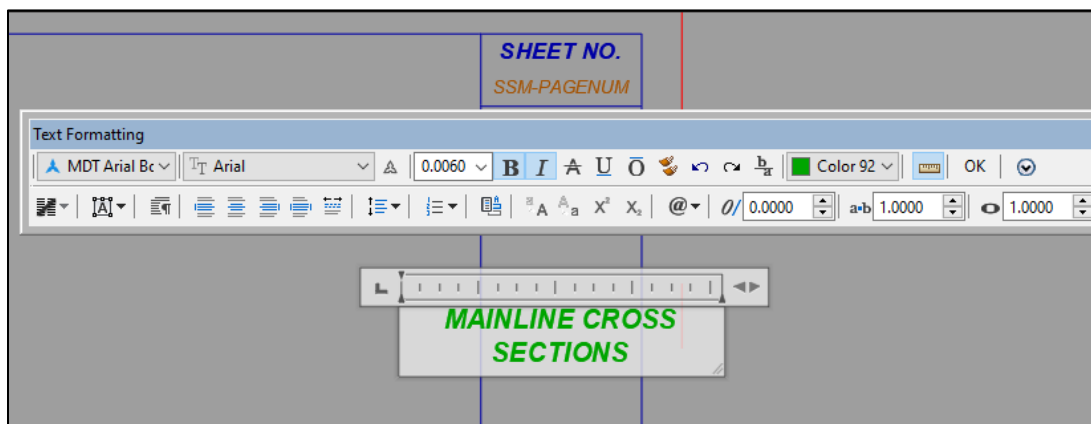 SHEET NO.
SSM-PAGENUM
Text Formatting
MDT Arial Bc Arial 0.0060 B I A U O b/a Color 92 OK
@ 0/ 0.0000 a•b 1.0000 1.0000
MAINLINE CROSS
SECTIONS